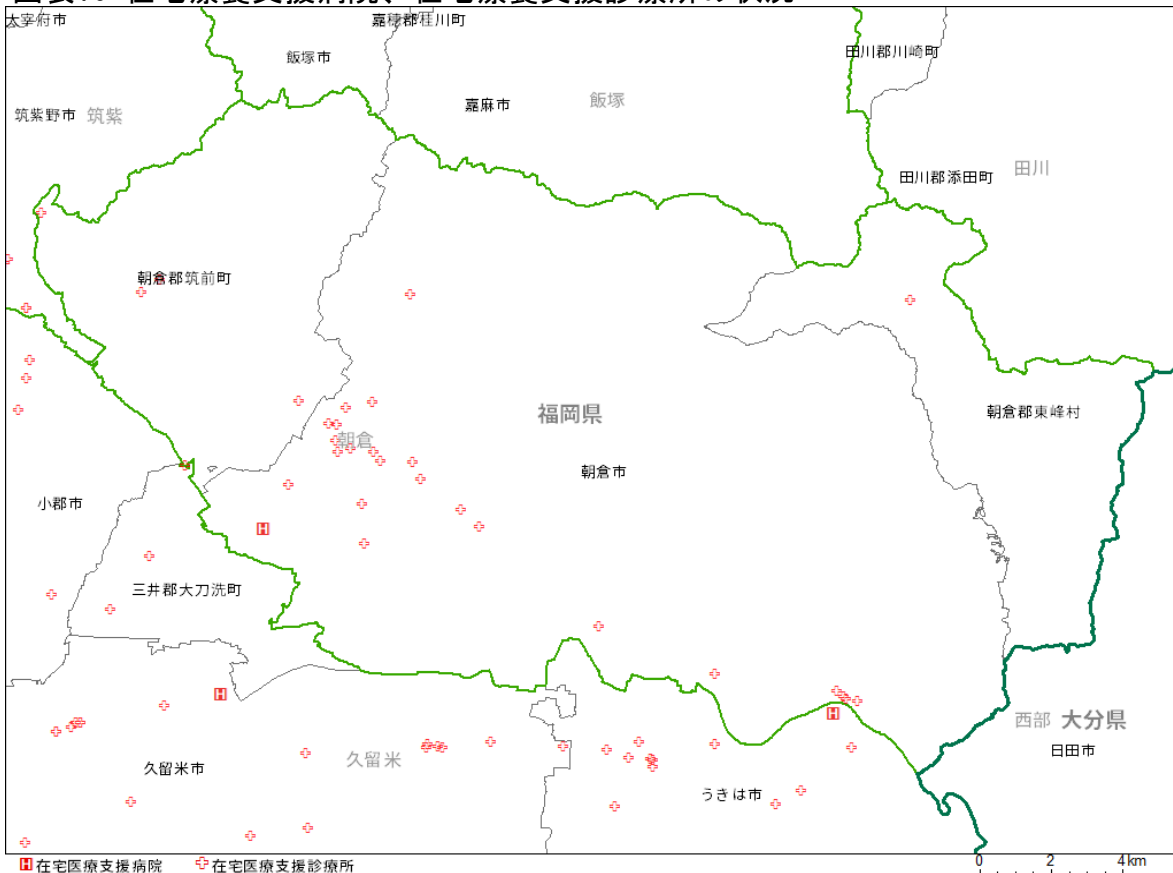 太宰府市
嘉穂郡桂川町
飯塚市
田川郡川崎町
嘉麻市
飯塚
筑紫野市
筑紫
田川郡添田町
田川
朝倉郡筑前町
福岡県
朝倉郡東峰村
朝倉
朝倉市
小郡市
三井郡大刀洗町
西部
大分県
日田市
久留米
久留米市
うきは市
H在宅医療支援病院
在宅医療支援診療所
0 2 4km